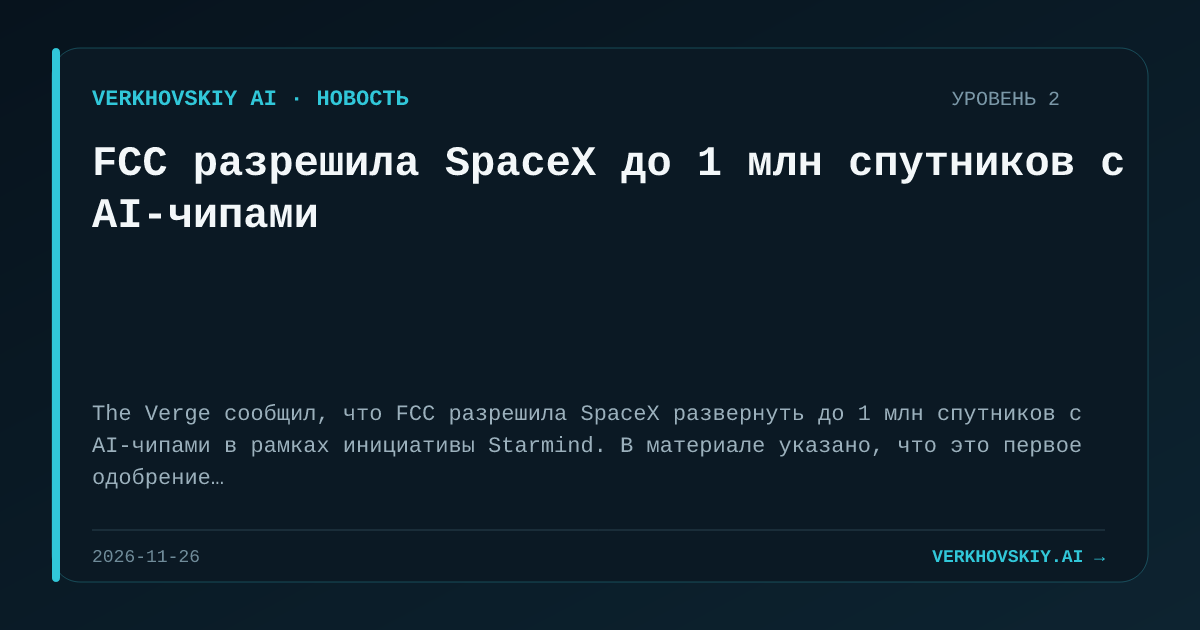 VERKHOVSKIY AI · НОВОСТЬ
УРОВЕНЬ 2
FCC разрешила SpaceX до 1 млн спутников с
AI-чипами
The Verge сообщил, что FCC разрешила SpaceX развернуть до 1 млн спутников с
AI-чипами в рамках инициативы Starmind. В материале указано, что это первое
одобрение…
2026-11-26
VERKHOVSKIY.AI →